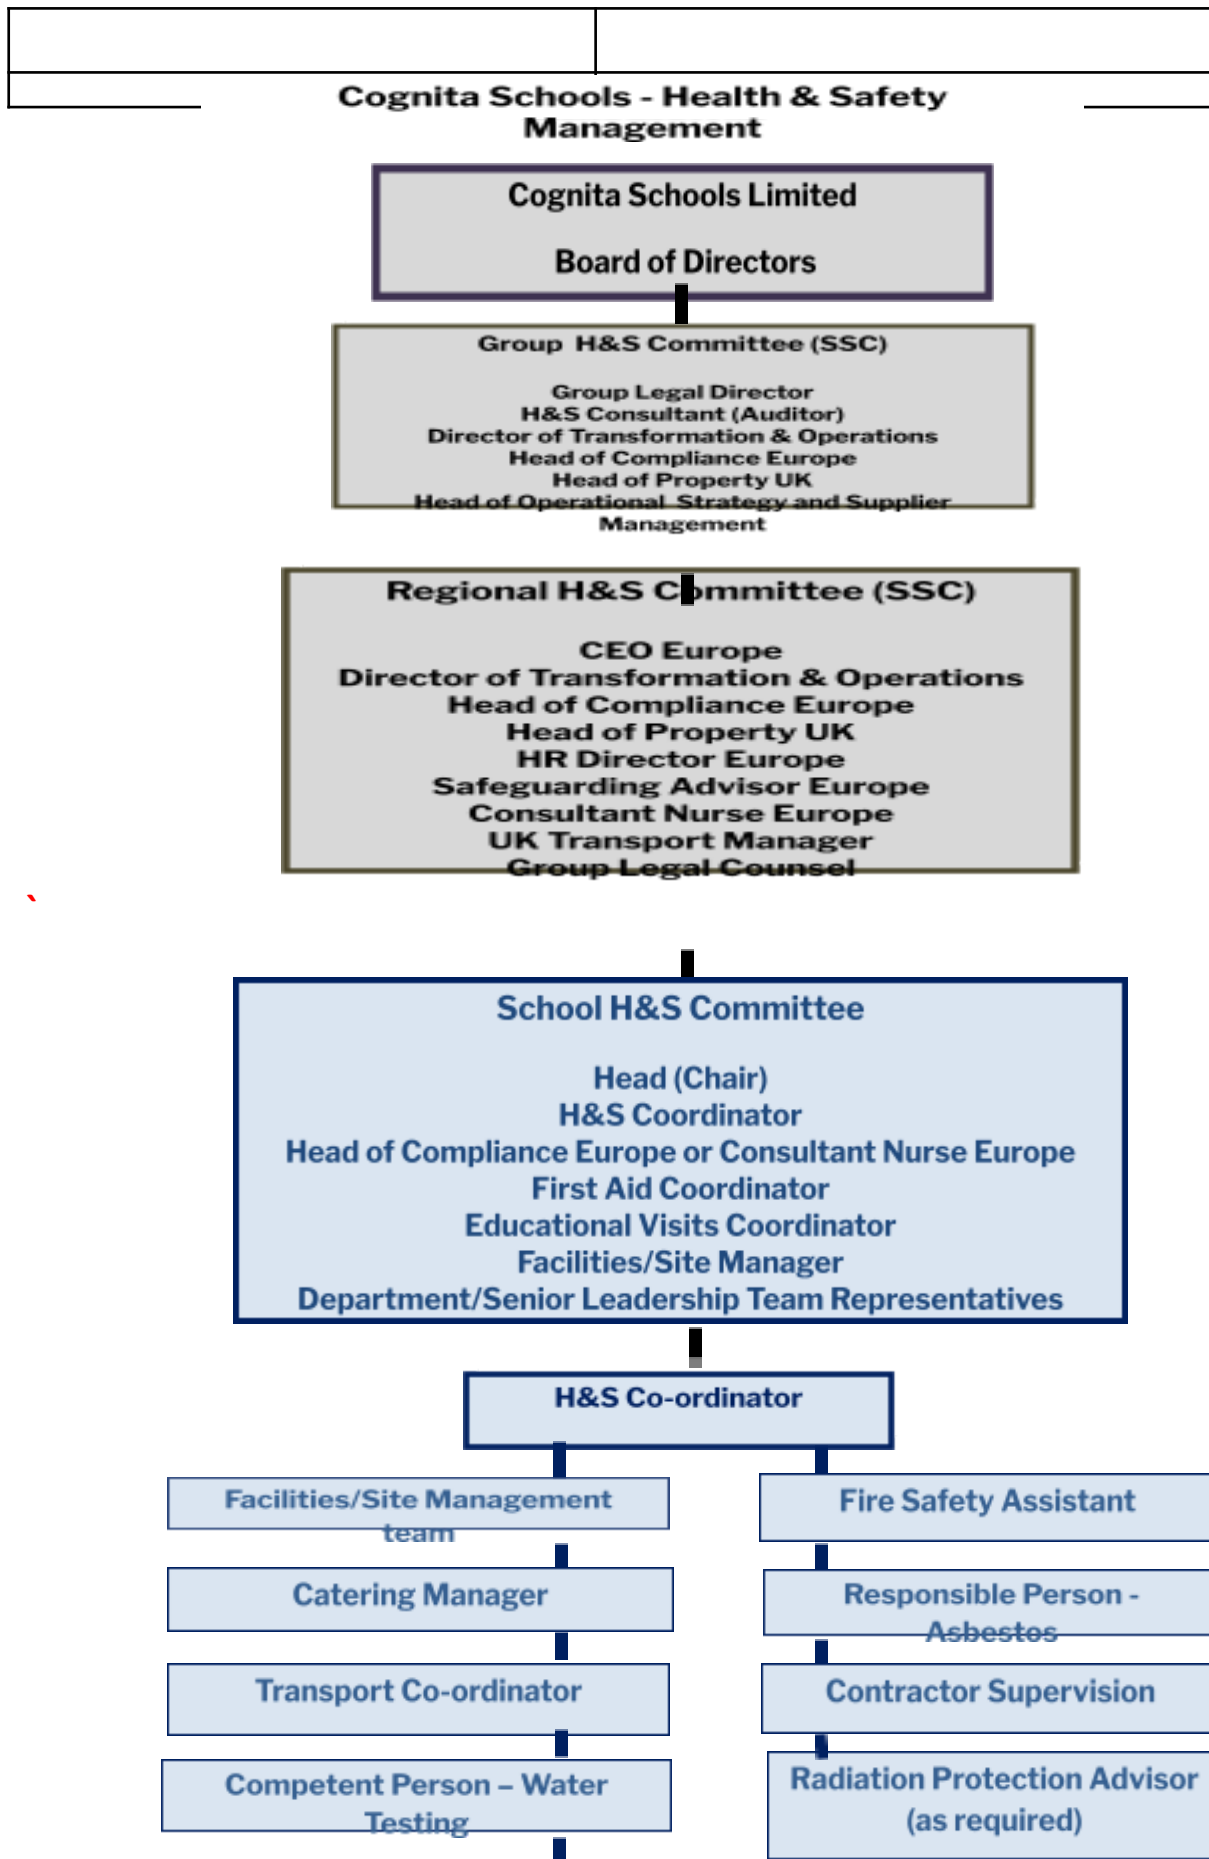 Cognita Schools - Health & Safety
Management
Cognita Schools Limited
Board of Directors
Group H&S Committee (SSC)
Group Legal Director
H&S Consultant (Auditor)
Director of Transformation & Operations
Head of Compliance Europe
Head of Property UK
Head of Operational Strategy and Supplier
Management
Regional H&S Committee (SSC)
CEO Europe
Director of Transformation & Operations
Head of Compliance Europe
Head of Property UK
HR Director Europe
Safeguarding Advisor Europe
Consultant Nurse Europe
UK Transport Manager
Group Legal Counsel
`
School H&S Committee
Head (Chair)
H&S Coordinator
Head of Compliance Europe or Consultant Nurse Europe
First Aid Coordinator
Educational Visits Coordinator
Facilities/Site Manager
Department/Senior Leadership Team Representatives
H&S Co-ordinator
Facilities/Site Management
team
Fire Safety Assistant
Catering Manager
Responsible Person -
Asbestos
Transport Co-ordinator
Contractor Supervision
Competent Person – Water
Testing
Radiation Protection Advisor
(as required)